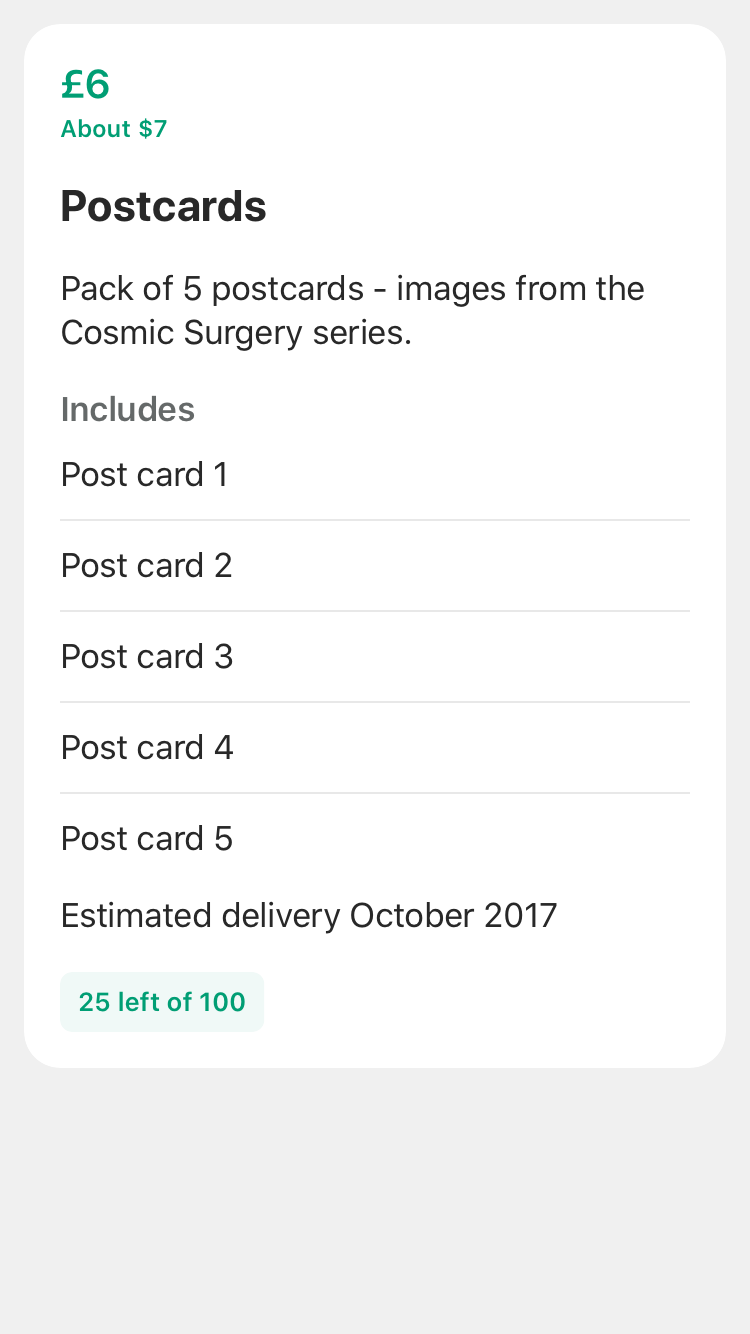 £6
About $7
Postcards
Pack of 5 postcards - images from the
Cosmic Surgery series.
Includes
Post card 1
Post card 2
Post card 3
Post card 4
Post card 5
Estimated delivery October 2017
25 left of 100